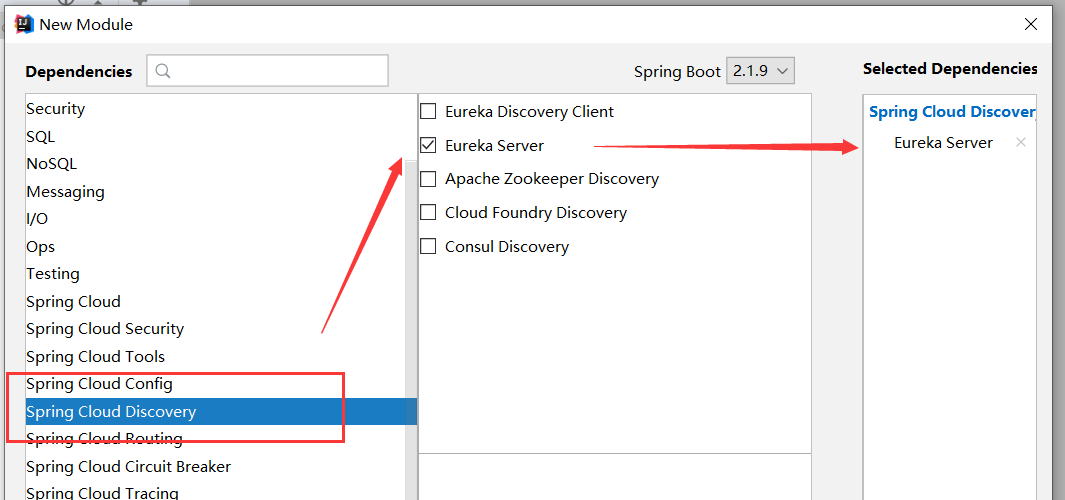 New Module
Dependencies
Spring Boot 2.1.9
Selected Dependencies
Security
SQL
NoSQL
Messaging
I/O
Ops
Testing
Spring Cloud
Spring Cloud Security
Spring Cloud Tools
Spring Cloud Config
Spring Cloud Discovery
Spring Cloud Routing
Spring Cloud Circuit Breaker
Spring Cloud Tracing
Eureka Discovery Client
Eureka Server
Apache Zookeeper Discovery
Cloud Foundry Discovery
Consul Discovery
Spring Cloud Discover
Eureka Server